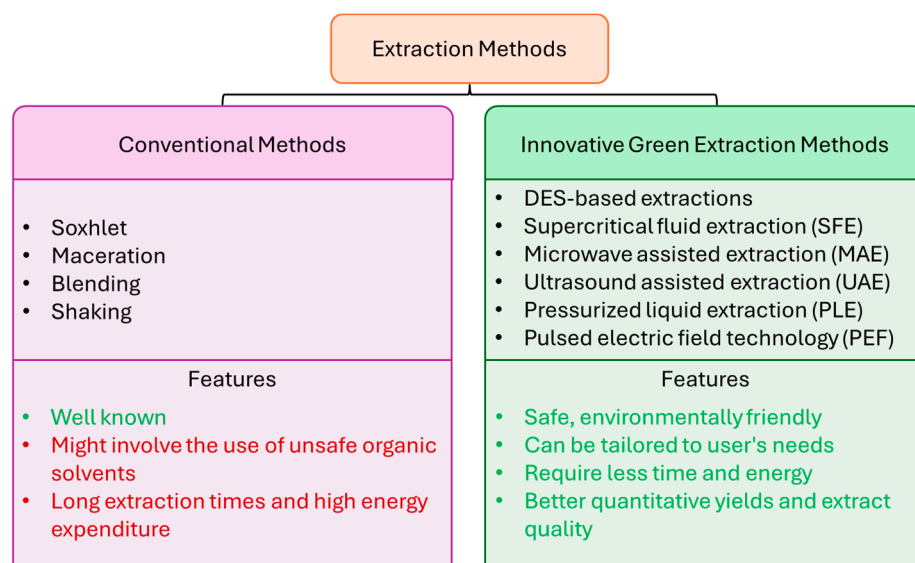 Extraction Methods
Conventional Methods
• Soxhlet
• Maceration
• Blending
• Shaking
Features
• Well known
• Might involve the use of unsafe organic
solvents
• Long extraction times and high energy
expenditure
Innovative Green Extraction Methods
• DES-based extractions
• Supercritical fluid extraction (SFE)
• Microwave assisted extraction (MAE)
• Ultrasound assisted extraction (UAE)
• Pressurized liquid extraction (PLE)
• Pulsed electric field technology (PEF)
Features
• Safe, environmentally friendly
• Can be tailored to user's needs
• Require less time and energy
• Better quantitative yields and extract
quality